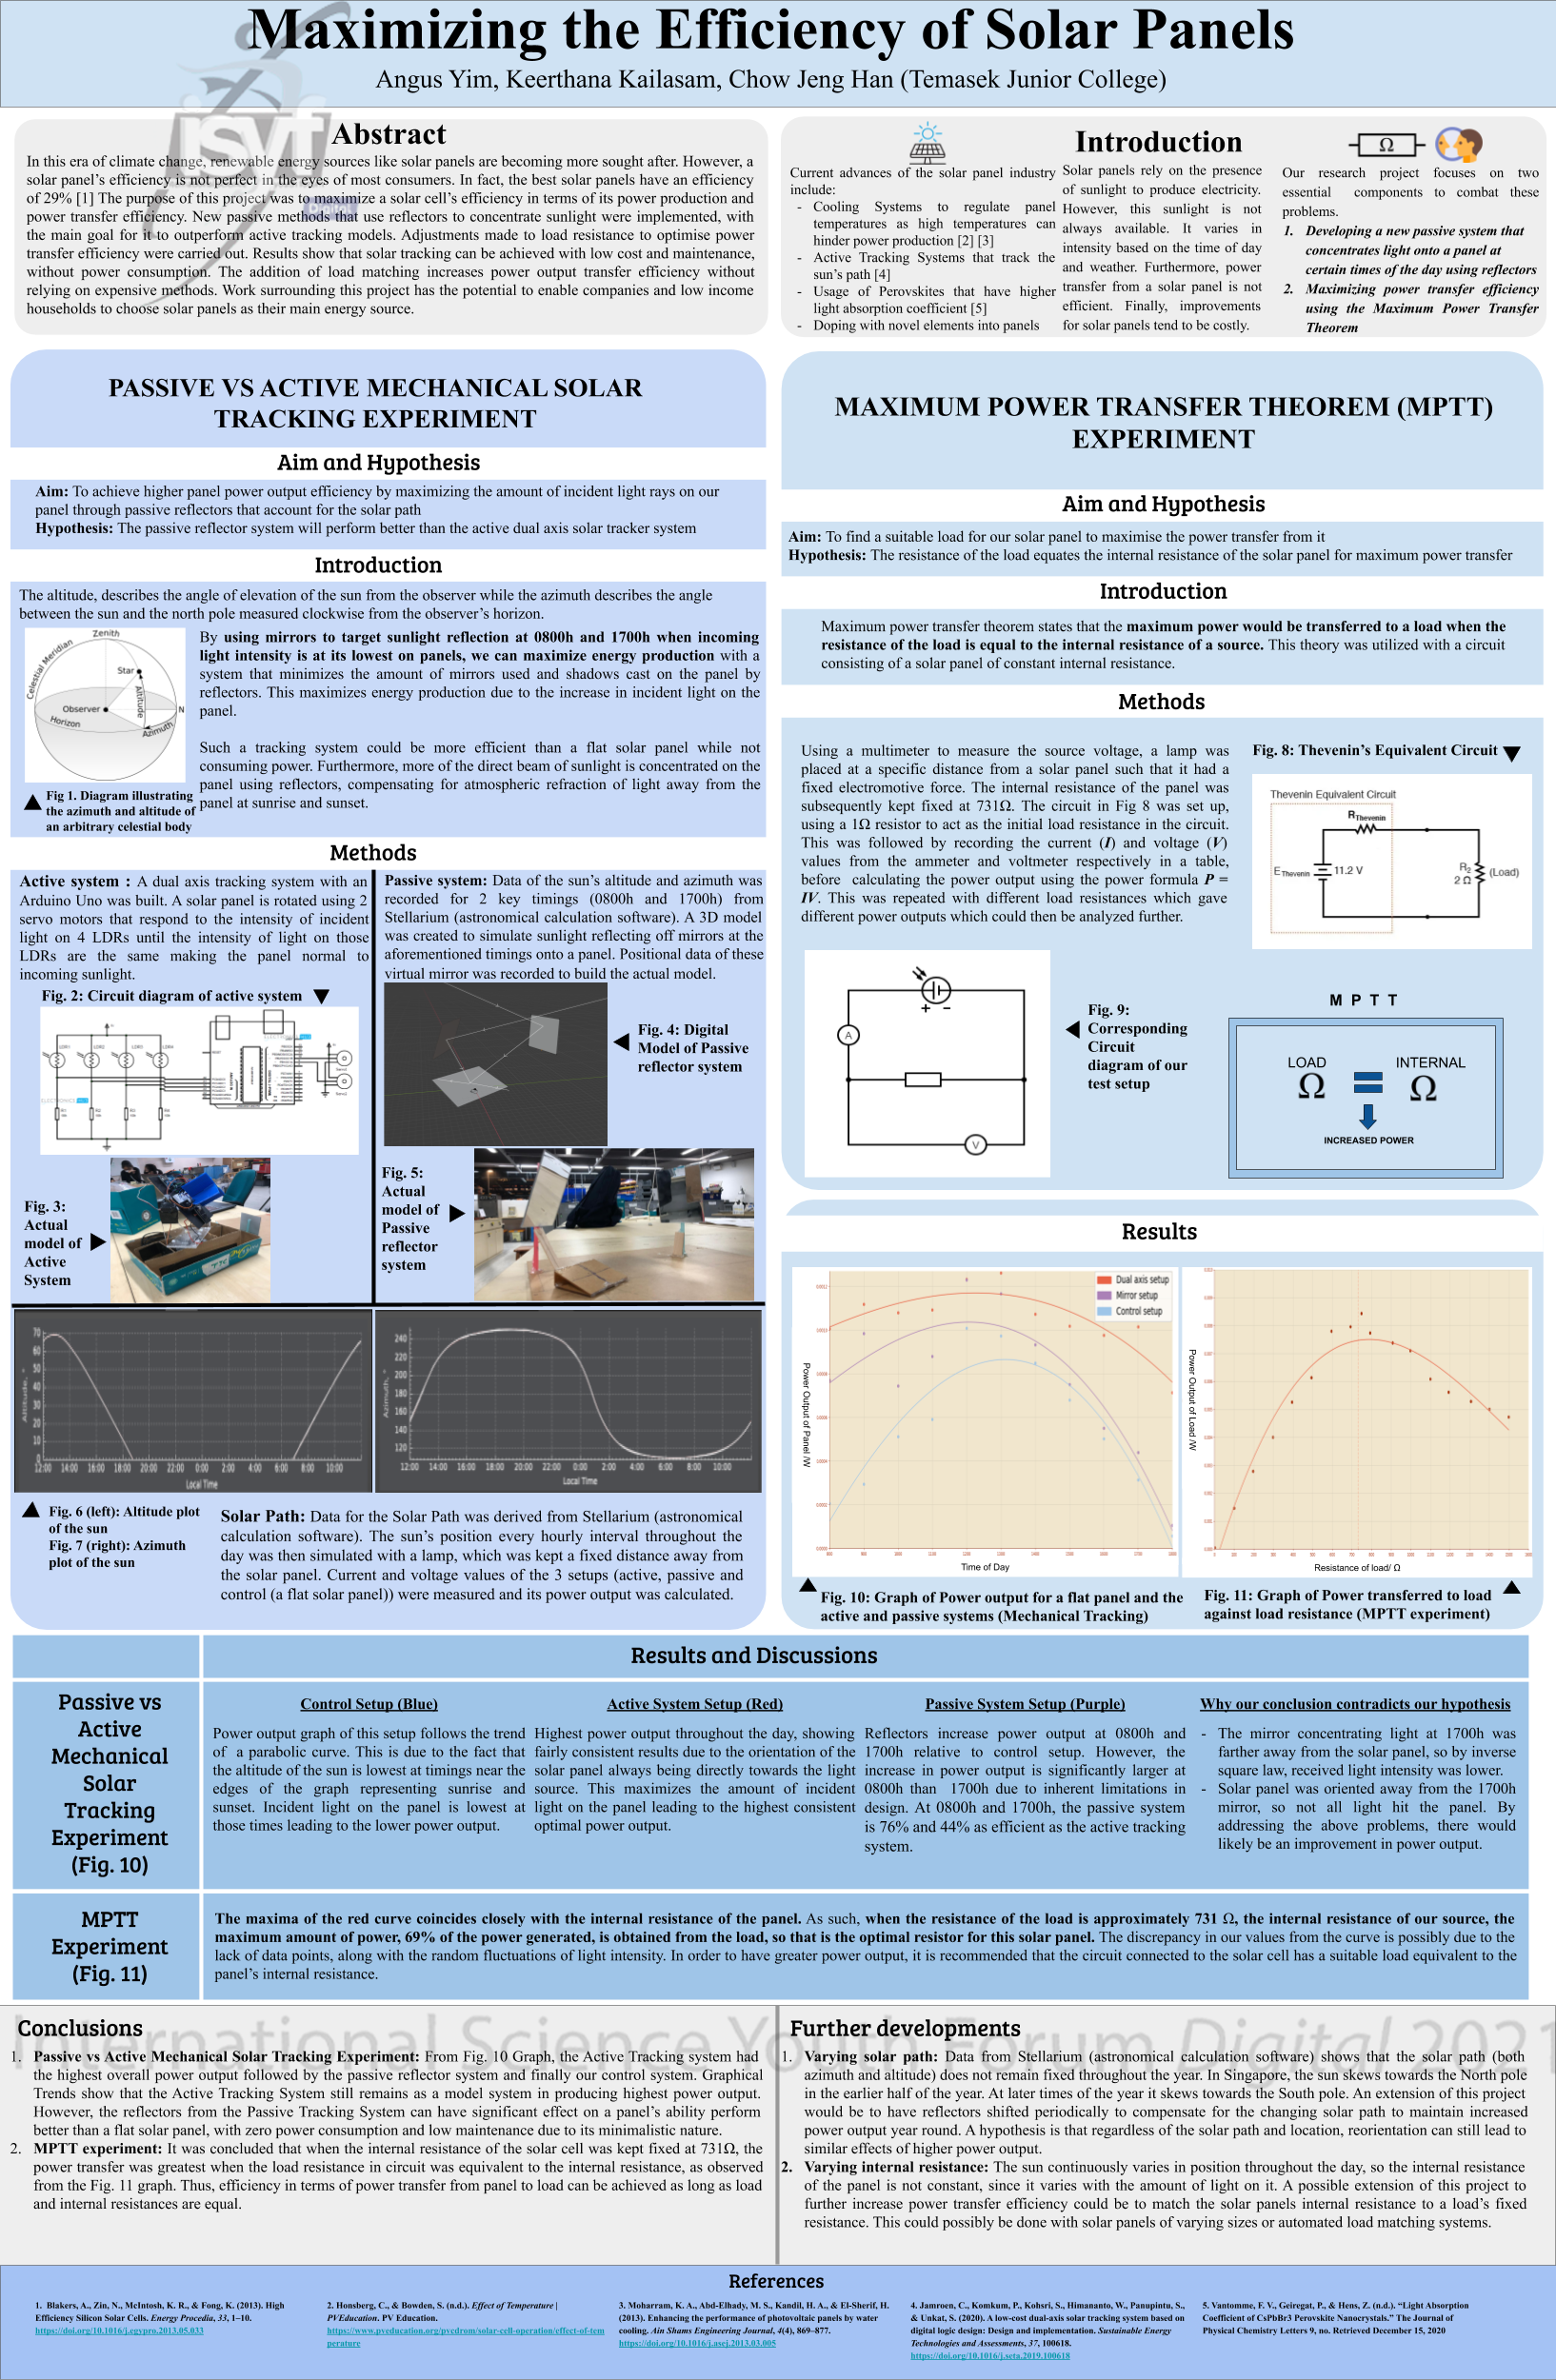 Maximizing the Efficiency of Solar Panels
Angus Yim, Keerthana Kailasam, Chow Jeng Han (Temasek Junior College)
isyf
Digital
Abstract
In this era of climate change, renewable energy sources like solar panels are becoming more sought after. However, a
solar panel's efficiency is not perfect in the eyes of most consumers. In fact, the best solar panels have an efficiency
of 29% [1] The purpose of this project was to maximize a solar cell's efficiency in terms of its power production and
power transfer efficiency. New passive methods that use reflectors to concentrate sunlight were implemented, with
the main goal for it to outperform active tracking models. Adjustments made to load resistance to optimise power
transfer efficiency were carried out. Results show that solar tracking can be achieved with low cost and maintenance,
without power consumption. The addition of load matching increases power output transfer efficiency without
relying on expensive methods. Work surrounding this project has the potential to enable companies and low income
households to choose solar panels as their main energy source.
Introduction
Ω
Current advances of the solar panel industry
include:
- Cooling Systems to regulate panel
temperatures as high temperatures can
hinder power production [2] [3]
- Active Tracking Systems that track the
sun's path [4]
- Usage of Perovskites that have higher
light absorption coefficient [5]
- Doping with novel elements into panels
Solar panels rely on the presence
of sunlight to produce electricity.
However, this sunlight is not
always available. It varies in
intensity based on the time of day
and weather. Furthermore, power
transfer from a solar panel is not
efficient. Finally, improvements
for solar panels tend to be costly.
Our research project focuses on two
essential components to combat these
problems.
1. Developing a new passive system that
concentrates light onto a panel at
certain times of the day using reflectors
2. Maximizing power transfer efficiency
using the Maximum Power Transfer
Theorem
PASSIVE VS ACTIVE MECHANICAL SOLAR
TRACKING EXPERIMENT
Aim and Hypothesis
Aim: To achieve higher panel power output efficiency by maximizing the amount of incident light rays on our
panel through passive reflectors that account for the solar path
Hypothesis: The passive reflector system will perform better than the active dual axis solar tracker system
Introduction
The altitude, describes the angle of elevation of the sun from the observer while the azimuth describes the angle
between the sun and the north pole measured clockwise from the observer's horizon.
Zenith
Celestial Meridian
Star
Altitude
Observer
N
Horizon
Azimuth
Fig 1. Diagram illustrating
the azimuth and altitude of
an arbitrary celestial body
By using mirrors to target sunlight reflection at 0800h and 1700h when incoming
light intensity is at its lowest on panels, we can maximize energy production with a
system that minimizes the amount of mirrors used and shadows cast on the panel by
reflectors. This maximizes energy production due to the increase in incident light on the
panel.
Such a tracking system could be more efficient than a flat solar panel while not
consuming power. Furthermore, more of the direct beam of sunlight is concentrated on the
panel using reflectors, compensating for atmospheric refraction of light away from the
panel at sunrise and sunset.
Methods
Active system : A dual axis tracking system with an
Arduino Uno was built. A solar panel is rotated using 2
servo motors that respond to the intensity of incident
light on 4 LDRs until the intensity of light on those
LDRs are the same making the panel normal to
incoming sunlight.
Fig. 2: Circuit diagram of active system
LDR1 LDR2 LDR3 LDR4
Fig. 3:
Actual
model of
Active
System
Passive system: Data of the sun's altitude and azimuth was
recorded for 2 key timings (0800h and 1700h) from
Stellarium (astronomical calculation software). A 3D model
was created to simulate sunlight reflecting off mirrors at the
aforementioned timings onto a panel. Positional data of these
virtual mirror was recorded to build the actual model.
Fig. 4: Digital
Model of Passive
reflector system
Fig. 5:
Actual
model of
Passive
reflector
system
Altitude, °
70
60
50
40
30
20
10
0
12:00 14:00 16:00 18:00 20:00 22:00 0:00 2:00 4:00 6:00 8:00 10:00
Local Time
Azimuth, °
240
220
200
180
160
140
120
12:00 14:00 16:00 18:00 20:00 22:00 0:00 2:00 4:00 6:00 8:00 10:00
Local Time
Fig. 6 (left): Altitude plot
of the sun
Fig. 7 (right): Azimuth
plot of the sun
Solar Path: Data for the Solar Path was derived from Stellarium (astronomical
calculation software). The sun's position every hourly interval throughout the
day was then simulated with a lamp, which was kept a fixed distance away from
the solar panel. Current and voltage values of the 3 setups (active, passive and
control (a flat solar panel)) were measured and its power output was calculated.
MAXIMUM POWER TRANSFER THEOREM (MPTT)
EXPERIMENT
Aim and Hypothesis
Aim: To find a suitable load for our solar panel to maximise the power transfer from it
Hypothesis: The resistance of the load equates the internal resistance of the solar panel for maximum power transfer
Introduction
Maximum power transfer theorem states that the maximum power would be transferred to a load when the
resistance of the load is equal to the internal resistance of a source. This theory was utilized with a circuit
consisting of a solar panel of constant internal resistance.
Methods
Using a multimeter to measure the source voltage, a lamp was
placed at a specific distance from a solar panel such that it had a
fixed electromotive force. The internal resistance of the panel was
subsequently kept fixed at 731Ω. The circuit in Fig 8 was set up,
using a 1Ω resistor to act as the initial load resistance in the circuit.
This was followed by recording the current (I) and voltage (V)
values from the ammeter and voltmeter respectively in a table,
before calculating the power output using the power formula P =
IV. This was repeated with different load resistances which gave
different power outputs which could then be analyzed further.
Fig. 8: Thevenin's Equivalent Circuit
Thevenin Equivalent Circuit
RThevenin
E Thevenin
11.2 V
R2
2 Ω
(Load)
A
+ -
V
Fig. 9:
Corresponding
Circuit
diagram of our
test setup
M P T T
LOAD
Ω
INTERNAL
Ω
INCREASED POWER
Results
Dual axis setup
Mirror setup
Control setup
Power Output of Panel /W
Time of Day
Power Output of Load /W
Resistance of load/ Ω
Fig. 10: Graph of Power output for a flat panel and the
active and passive systems (Mechanical Tracking)
Fig. 11: Graph of Power transferred to load
against load resistance (MPTT experiment)
Results and Discussions
Passive vs
Active
Mechanical
Solar
Tracking
Experiment
(Fig. 10)
Control Setup (Blue)
Power output graph of this setup follows the trend
of a parabolic curve. This is due to the fact that
the altitude of the sun is lowest at timings near the
edges of the graph representing sunrise and
sunset. Incident light on the panel is lowest at
those times leading to the lower power output.
Active System Setup (Red)
Highest power output throughout the day, showing
fairly consistent results due to the orientation of the
solar panel always being directly towards the light
source. This maximizes the amount of incident
light on the panel leading to the highest consistent
optimal power output.
Passive System Setup (Purple)
Reflectors increase power output at 0800h and
1700h relative to control setup. However, the
increase in power output is significantly larger at
0800h than 1700h due to inherent limitations in
design. At 0800h and 1700h, the passive system
is 76% and 44% as efficient as the active tracking
system.
Why our conclusion contradicts our hypothesis
- The mirror concentrating light at 1700h was
farther away from the solar panel, so by inverse
square law, received light intensity was lower.
- Solar panel was oriented away from the 1700h
mirror, so not all light hit the panel. By
addressing the above problems, there would
likely be an improvement in power output.
MPTT
Experiment
(Fig. 11)
The maxima of the red curve coincides closely with the internal resistance of the panel. As such, when the resistance of the load is approximately 731 Ω, the internal resistance of our source, the
maximum amount of power, 69% of the power generated, is obtained from the load, so that is the optimal resistor for this solar panel. The discrepancy in our values from the curve is possibly due to the
lack of data points, along with the random fluctuations of light intensity. In order to have greater power output, it is recommended that the circuit connected to the solar cell has a suitable load equivalent to the
panel's internal resistance.
International Science Youth Forum Digital 2021
Conclusions
1. Passive vs Active Mechanical Solar Tracking Experiment: From Fig. 10 Graph, the Active Tracking system had
the highest overall power output followed by the passive reflector system and finally our control system. Graphical
Trends show that the Active Tracking System still remains as a model system in producing highest power output.
However, the reflectors from the Passive Tracking System can have significant effect on a panel's ability perform
better than a flat solar panel, with zero power consumption and low maintenance due to its minimalistic nature.
2. MPTT experiment: It was concluded that when the internal resistance of the solar cell was kept fixed at 731Ω, the
power transfer was greatest when the load resistance in circuit was equivalent to the internal resistance, as observed
from the Fig. 11 graph. Thus, efficiency in terms of power transfer from panel to load can be achieved as long as load
and internal resistances are equal.
Further developments
1. Varying solar path: Data from Stellarium (astronomical calculation software) shows that the solar path (both
azimuth and altitude) does not remain fixed throughout the year. In Singapore, the sun skews towards the North pole
in the earlier half of the year. At later times of the year it skews towards the South pole. An extension of this project
would be to have reflectors shifted periodically to compensate for the changing solar path to maintain increased
power output year round. A hypothesis is that regardless of the solar path and location, reorientation can still lead to
similar effects of higher power output.
2. Varying internal resistance: The sun continuously varies in position throughout the day, so the internal resistance
of the panel is not constant, since it varies with the amount of light on it. A possible extension of this project to
further increase power transfer efficiency could be to match the solar panels internal resistance to a load's fixed
resistance. This could possibly be done with solar panels of varying sizes or automated load matching systems.
References
1. Blakers, A., Zin, N., McIntosh, K. R., & Fong, K. (2013). High
Efficiency Silicon Solar Cells. Energy Procedia, 33, 1–10.
https://doi.org/10.1016/j.egypro.2013.05.033
2. Honsberg, C., & Bowden, S. (n.d.). Effect of Temperature |
PVEducation. PV Education.
https://www.pveducation.org/pvcdrom/solar-cell-operation/effect-of-tem
perature
3. Moharram, K. A., Abd-Elhady, M. S., Kandil, H. A., & El-Sherif, H.
(2013). Enhancing the performance of photovoltaic panels by water
cooling. Ain Shams Engineering Journal, 4(4), 869–877.
https://doi.org/10.1016/j.asej.2013.03.005
4. Jamroen, C., Komkum, P., Kohsri, S., Himananto, W., Panupintu, S.,
& Unkat, S. (2020). A low-cost dual-axis solar tracking system based on
digital logic design: Design and implementation. Sustainable Energy
Technologies and Assessments, 37, 100618.
https://doi.org/10.1016/j.seta.2019.100618
5. Vantomme, F. V., Geiregat, P., & Hens, Z. (n.d.). "Light Absorption
Coefficient of CsPbBr3 Perovskite Nanocrystals." The Journal of
Physical Chemistry Letters 9, no. Retrieved December 15, 2020